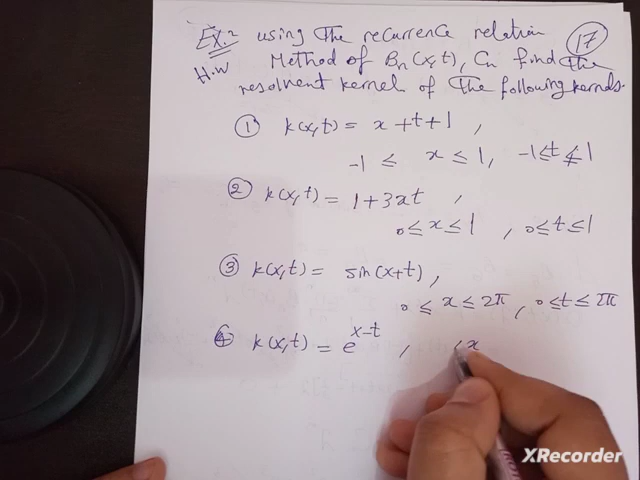 Ex.2 using the recurrence relation 17
H.W Method of Bn(x,t), Cn find the
resolvent kernel of the following kernels.
① k(x,t) = x+t+1 ,
-1 ≤ x ≤ 1, -1≤t≤1
② k(x,t) = 1+3xt ,
0≤x≤1 , 0≤t≤1
③ k(x,t) = sin(x+t),
0 ≤ x ≤ 2π, 0≤t≤2π
④ k(x,t) = e^{x-t} ,
XRecorder